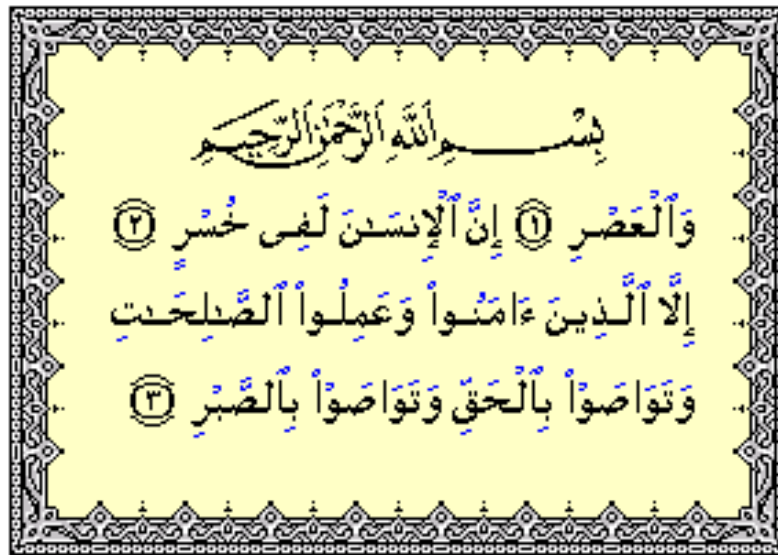 بِسْمِ ٱللَّهِ ٱلرَّحْمَٰنِ ٱلرَّحِيمِ
وَٱلْعَصْرِ ١ إِنَّ ٱلْإِنسَـٰنَ لَفِى خُسْرٍ ٢
إِلَّا ٱلَّذِينَ ءَامَنُوا۟ وَعَمِلُوا۟ ٱلصَّـٰلِحَـٰتِ
وَتَوَاصَوْا۟ بِٱلْحَقِّ وَتَوَاصَوْا۟ بِٱلصَّبْرِ ٣